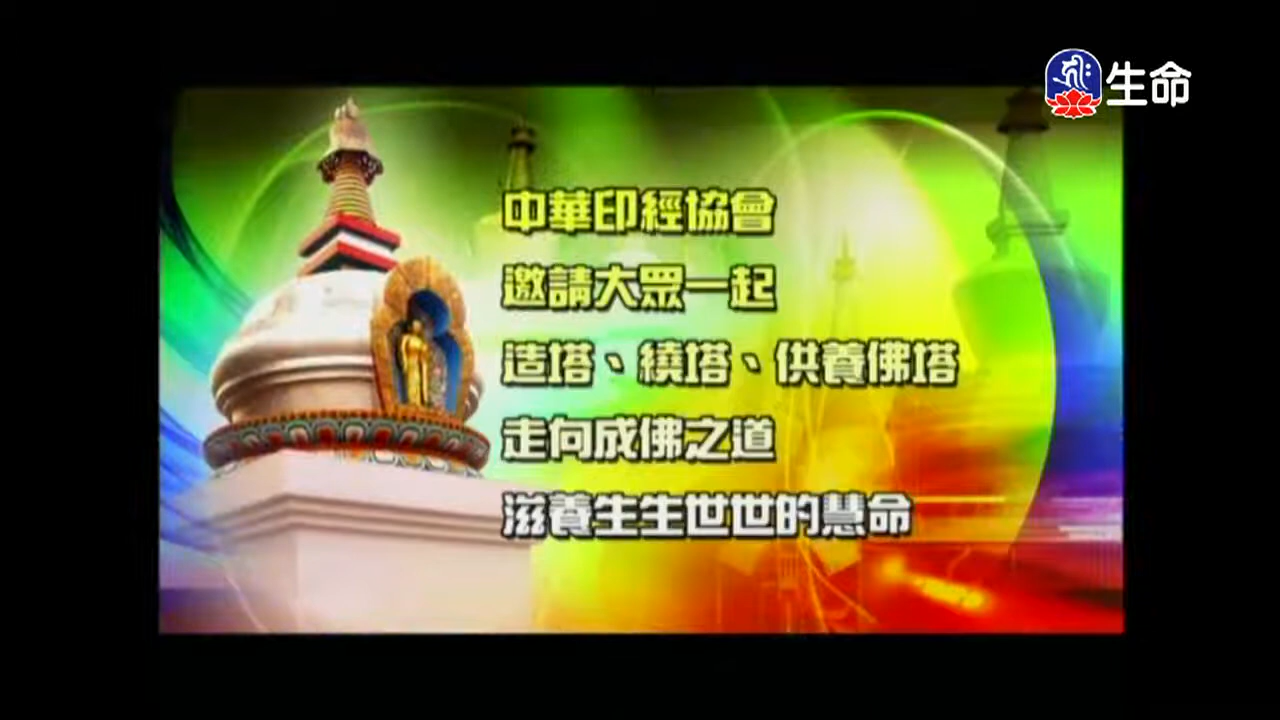 生命
中華印經協會
邀請大眾一起
造塔、繞塔、供養佛塔
走向成佛之道
滋養生生世世的慧命